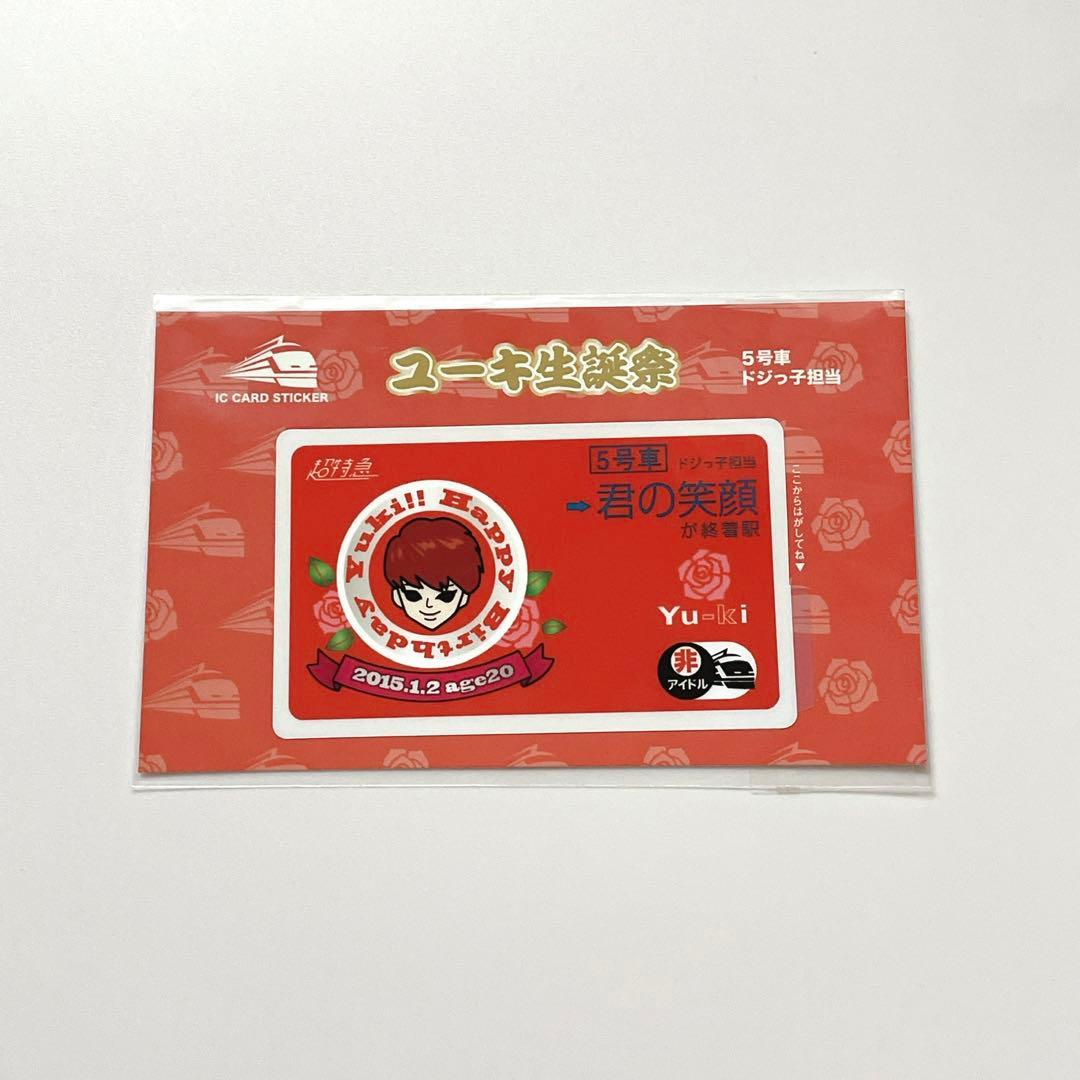 IC CARD STICKER
ユーキ生誕祭
5号車
ドジっ子担当
超特急
5号車 ドジっ子担当
➡君の笑顔
が終着駅
Happy Birthday Yuki!!
2015.1.2 age20
Yu-ki
非
アイドル
ここからはがしてね▼